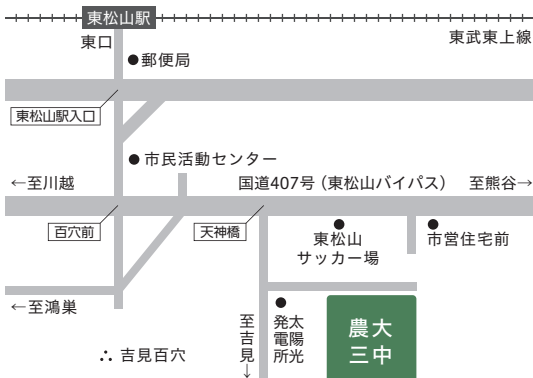 東松山駅
東武東上線
東口
●郵便局
東松山駅入口
●市民活動センター
←至川越
国道407号（東松山バイパス）
至熊谷→
百穴前
天神橋
東松山
サッカー場
市営住宅前
←至鴻巣
至吉見↓
太陽光
発電所
農大
三中
∴ 吉見百穴